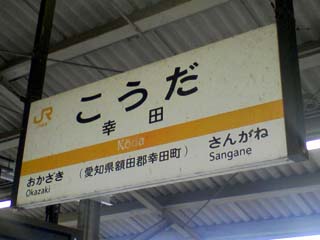 JR
こうだ
幸田
Kōda
おかざき
Okazaki
(愛知県額田郡幸田町)
さんがね
Sangane